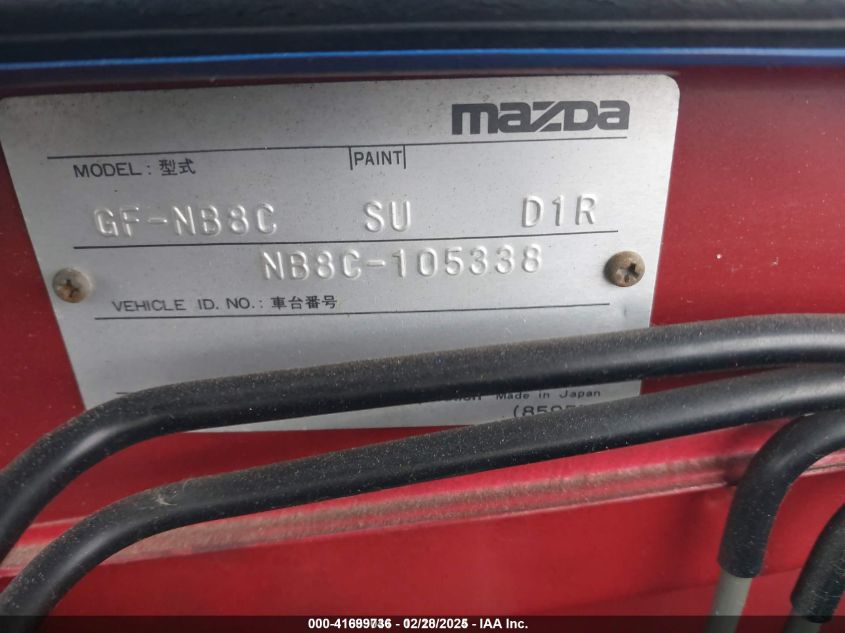 mazda
MODEL : 型式 PAINT
GF-NB8C SU D1R
NB8C-105338
VEHICLE ID. NO. : 車台番号
Made in Japan
000-41699736 - 02/28/2025 - IAA Inc.